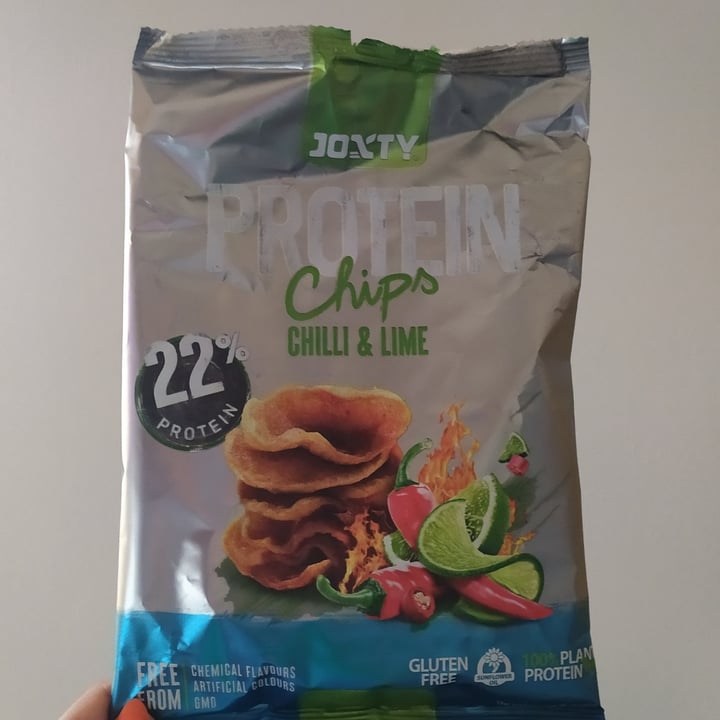 JOXTY
PROTEIN
Chips
CHILLI & LIME
22%
PROTEIN
FREE
FROM
CHEMICAL FLAVOURS
ARTIFICIAL COLOURS
GMO
GLUTEN
FREE
SUNFLOWER
OIL
100% PLAN
PROTEIN